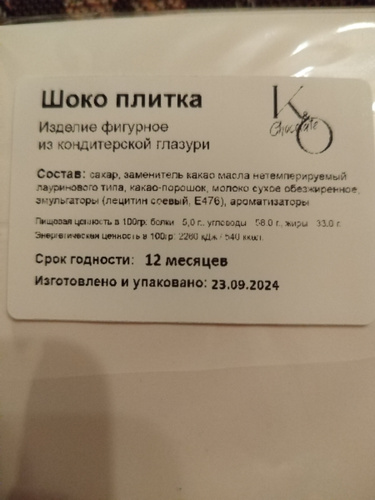 Шоко плитка
K&O
Chocolate
Изделие фигурное
из кондитерской глазури
Состав: сахар, заменитель какао масла нетемперируемый
лауринового типа, какао-порошок, молоко сухое обезжиренное,
эмульгаторы (лецитин соевый, Е476), ароматизаторы
Пищевая ценность в 100гр: белки 5,0 г., углеводы 58,0 г., жиры 33,0 г.
Энергетическая ценность в 100гр: 2260 кДж / 540 ккал.
Срок годности: 12 месяцев
Изготовлено и упаковано: 23.09.2024